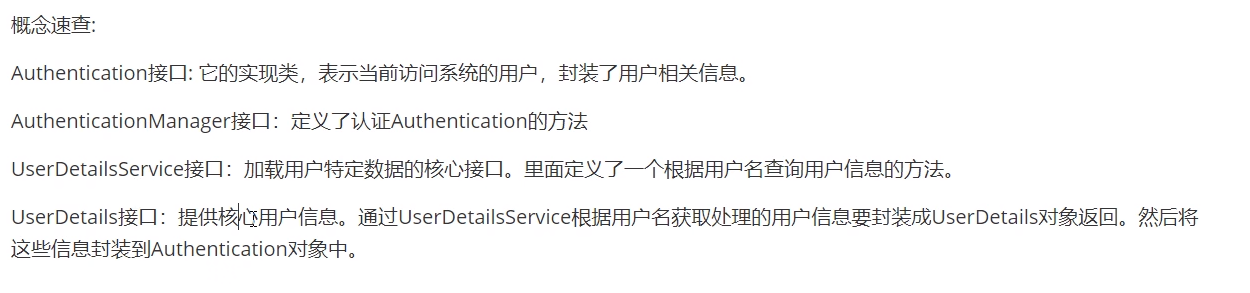 概念速查:
Authentication接口: 它的实现类，表示当前访问系统的用户，封装了用户相关信息。
AuthenticationManager接口：定义了认证Authentication的方法
UserDetailsService接口：加载用户特定数据的核心接口。里面定义了一个根据用户名查询用户信息的方法。
UserDetails接口：提供核心用户信息。通过UserDetailsService根据用户名获取处理的用户信息要封装成UserDetails对象返回。然后将
这些信息封装到Authentication对象中。